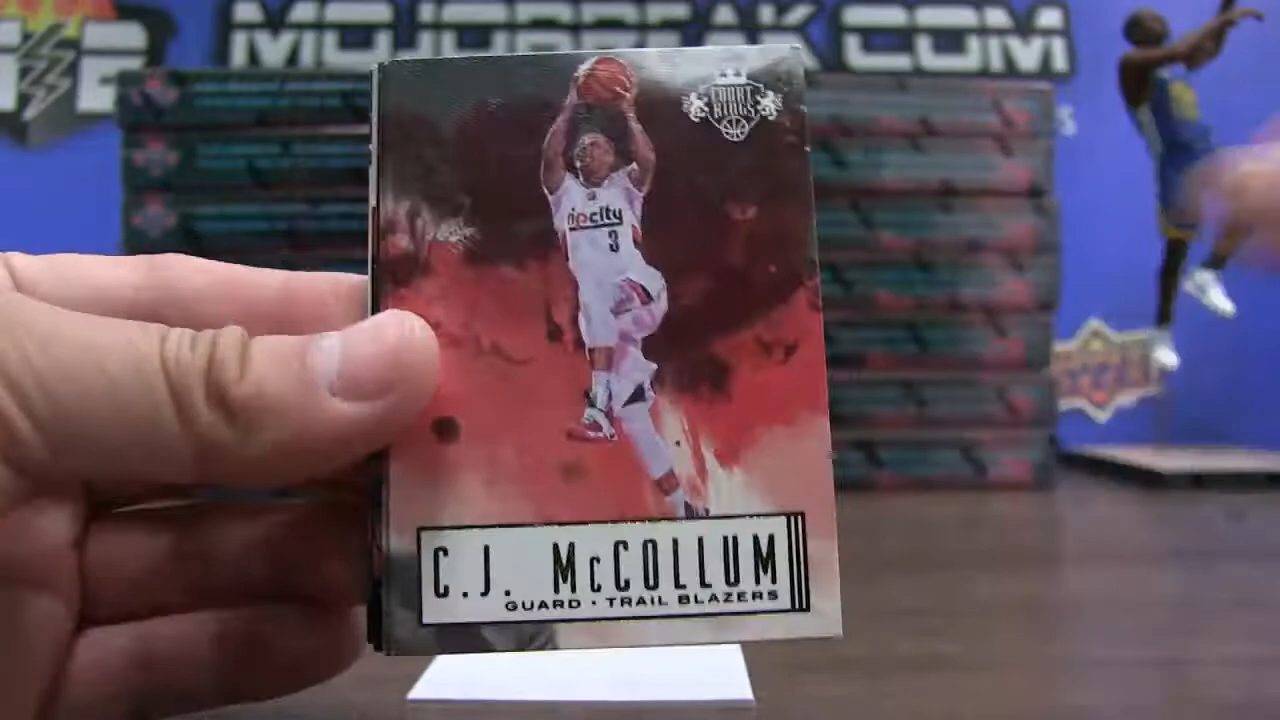 MOJOBREAK.COM
COURT KINGS
ripcity
3
C.J. McCOLLUM
GUARD · TRAIL BLAZERS